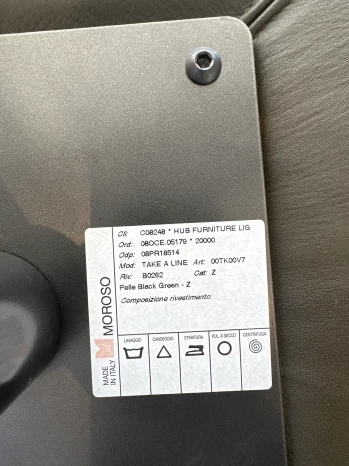 Cli: C08248 * HUB FURNITURE LIG
Ord: 08OCE.05179 * 20000
Odp: 08PR18514
Mod: TAKE A LINE Art: 00TK00V7
Riv: B0262 Cat: Z
Pelle Black Green - Z
Composizione rivestimento:
MADE IN ITALY
MOROSO
LAVAGGIO CANDEGGIO STIRATURA PUL. A SECCO CENTRIFUGA